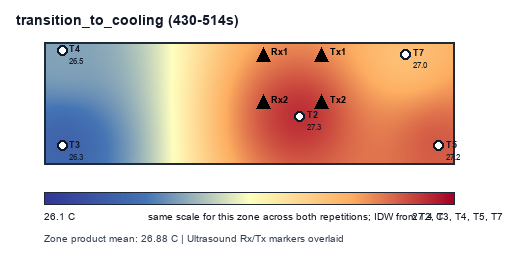 transition_to_cooling (430-514s)
T4
26.5
Rx1
Tx1
T7
27.0
Rx2
Tx2
T2
27.3
T3
26.3
T5
27.2
26.1 C
same scale for this zone across both repetitions; IDW from T2, T3, T4, T5, T7
Zone product mean: 26.88 C | Ultrasound Rx/Tx markers overlaid